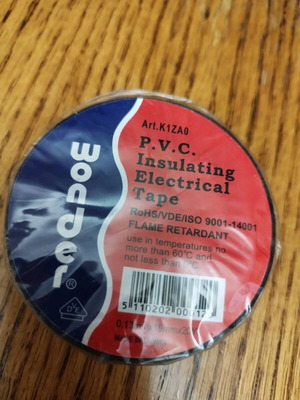 wonder®
Art.K1ZA0
P.V.C.
Insulating
Electrical
Tape
RoHS/VDE/ISO 9001-14001
FLAME RETARDANT
use in temperatures no
more than 60°C and
not less than